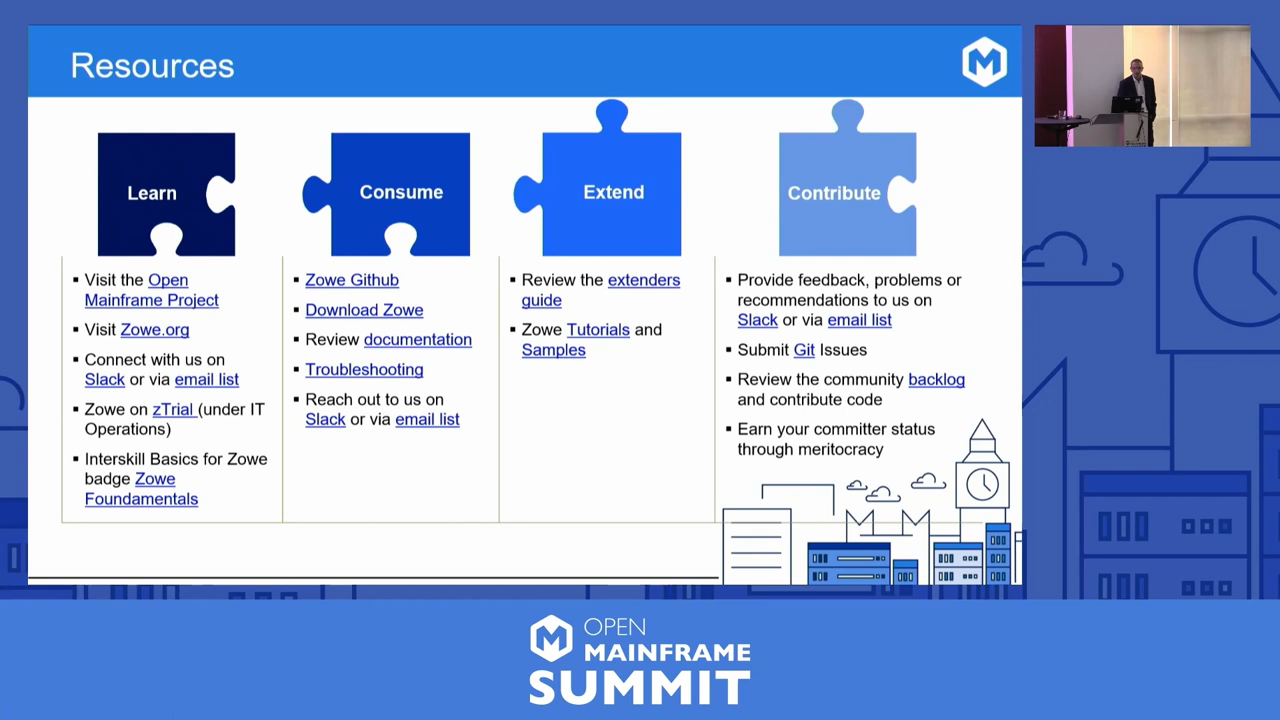 Resources
Learn
Visit the Open
Mainframe Project
Visit Zowe.org
Connect with us on
Slack or via email list
Zowe on zTrial (under IT
Operations)
Interskill Basics for Zowe
badge Zowe
Foundamentals
Consume
Zowe Github
Download Zowe
Review documentation
Troubleshooting
Reach out to us on
Slack or via email list
Extend
Review the extenders
guide
Zowe Tutorials and
Samples
Contribute
Provide feedback, problems or
recommendations to us on
Slack or via email list
Submit Git Issues
Review the community backlog
and contribute code
Earn your committer status
through meritocracy
OPEN
MAINFRAME
SUMMIT